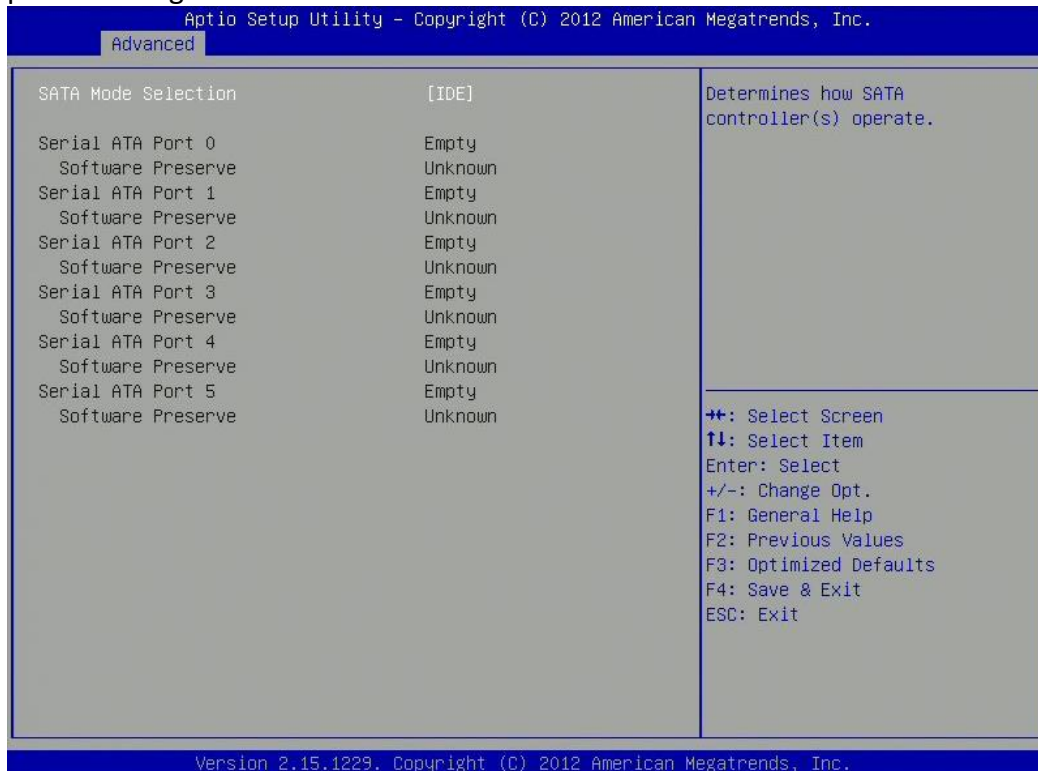 Aptio Setup Utility – Copyright (C) 2012 American Megatrends, Inc.
Advanced
SATA Mode Selection [IDE]
Serial ATA Port 0 Empty
Software Preserve Unknown
Serial ATA Port 1 Empty
Software Preserve Unknown
Serial ATA Port 2 Empty
Software Preserve Unknown
Serial ATA Port 3 Empty
Software Preserve Unknown
Serial ATA Port 4 Empty
Software Preserve Unknown
Serial ATA Port 5 Empty
Software Preserve Unknown
Determines how SATA
controller(s) operate.
→←: Select Screen
↑↓: Select Item
Enter: Select
+/-: Change Opt.
F1: General Help
F2: Previous Values
F3: Optimized Defaults
F4: Save & Exit
ESC: Exit
Version 2.15.1229. Copyright (C) 2012 American Megatrends, Inc.